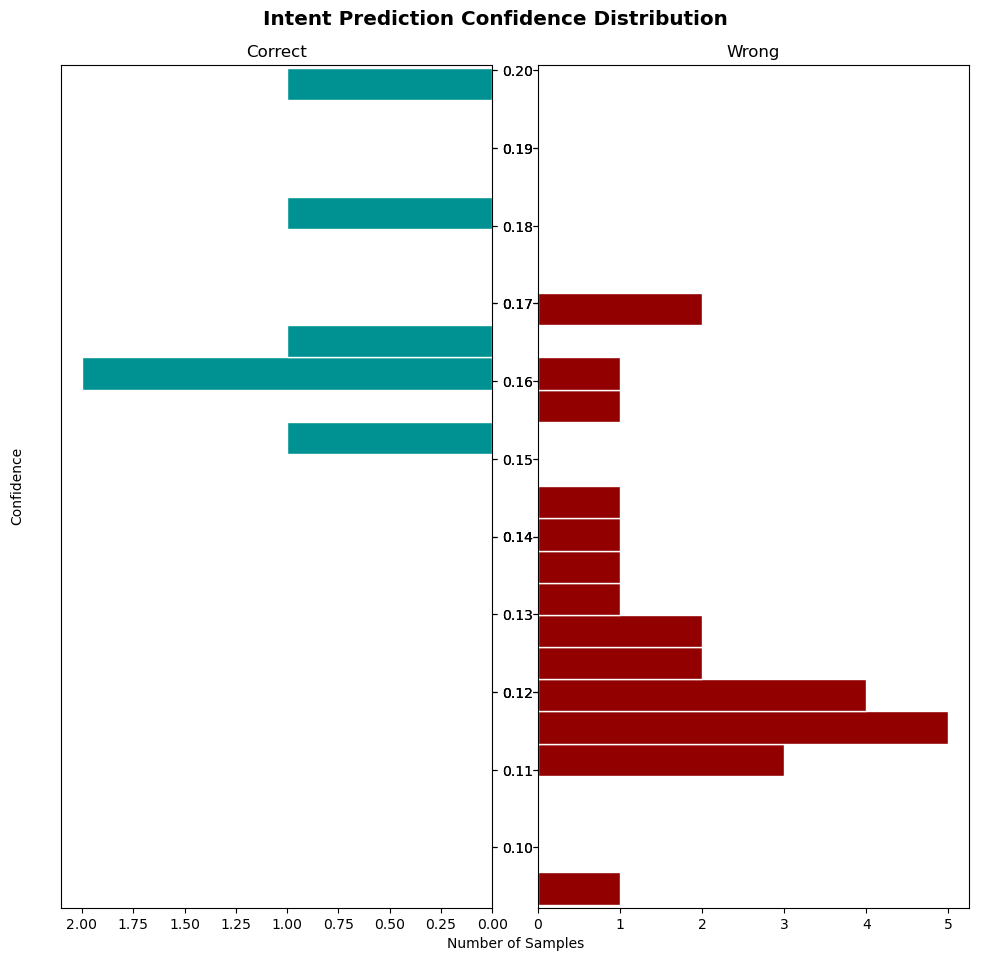 Intent Prediction Confidence Distribution
Correct
Wrong
Confidence
0.20
0.19
0.18
0.17
0.16
0.15
0.14
0.13
0.12
0.11
0.10
2.00 1.75 1.50 1.25 1.00 0.75 0.50 0.25 0.00
0 1 2 3 4 5
Number of Samples